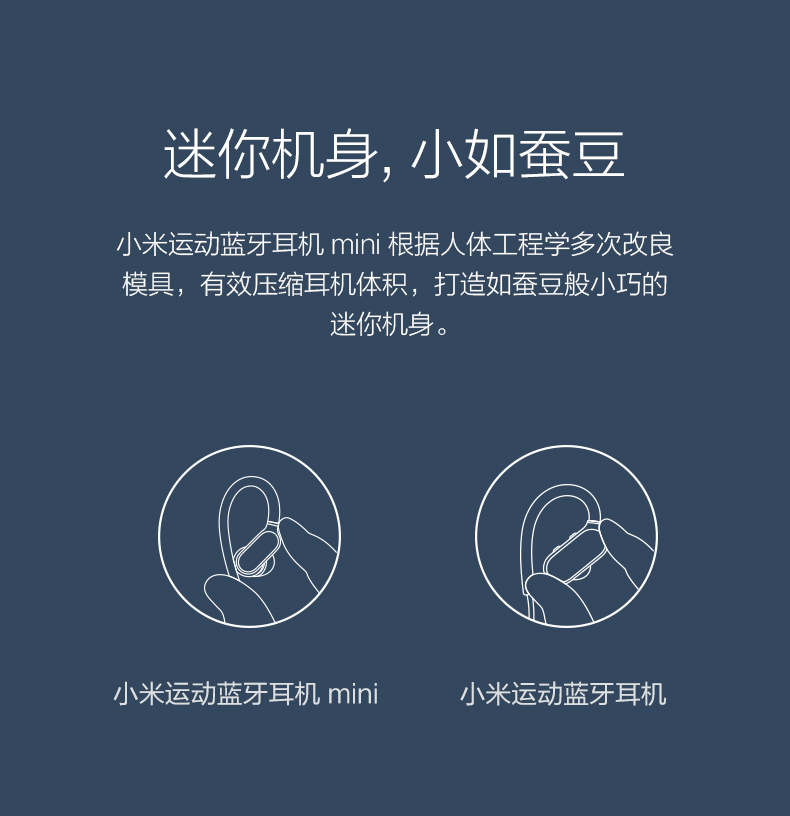 迷你机身, 小如蚕豆
小米运动蓝牙耳机 mini 根据人体工程学多次改良
模具，有效压缩耳机体积，打造如蚕豆般小巧的
迷你机身。
小米运动蓝牙耳机 mini
小米运动蓝牙耳机